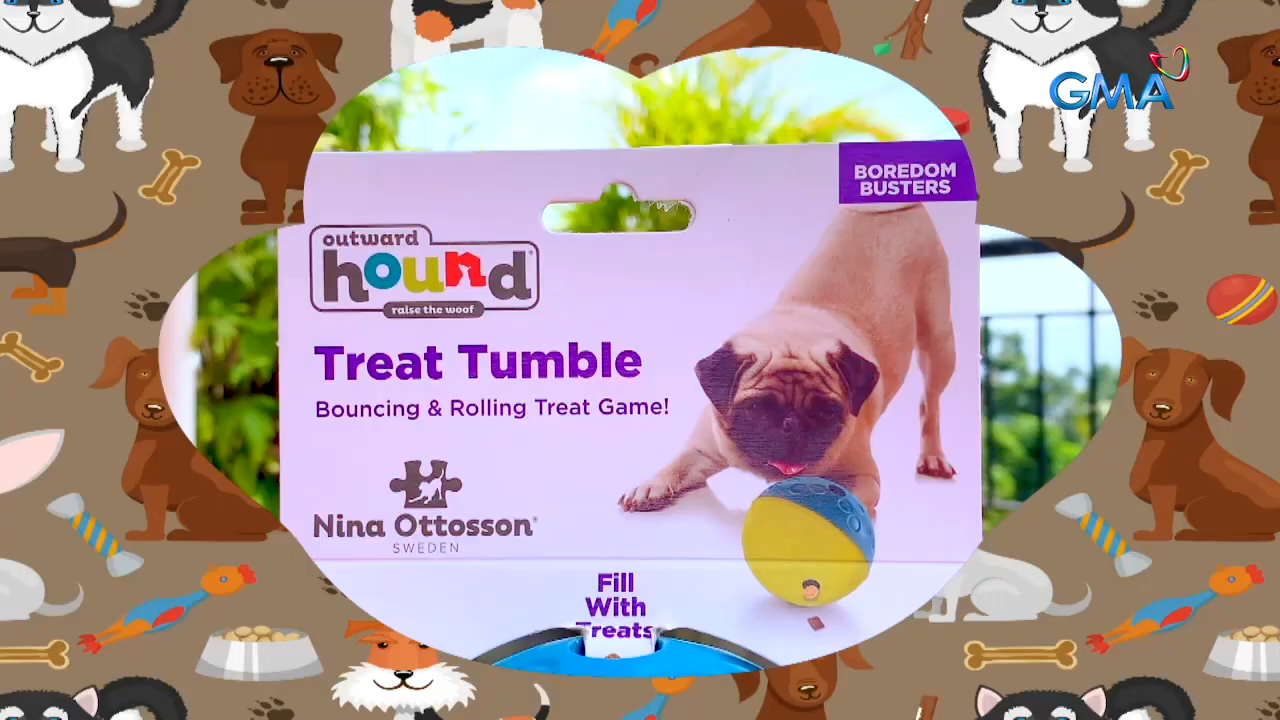 GMA
BOREDOM
BUSTERS
outward
hound
raise the woof
Treat Tumble
Bouncing & Rolling Treat Game!
Nina Ottosson
SWEDEN
Fill
With
Treats